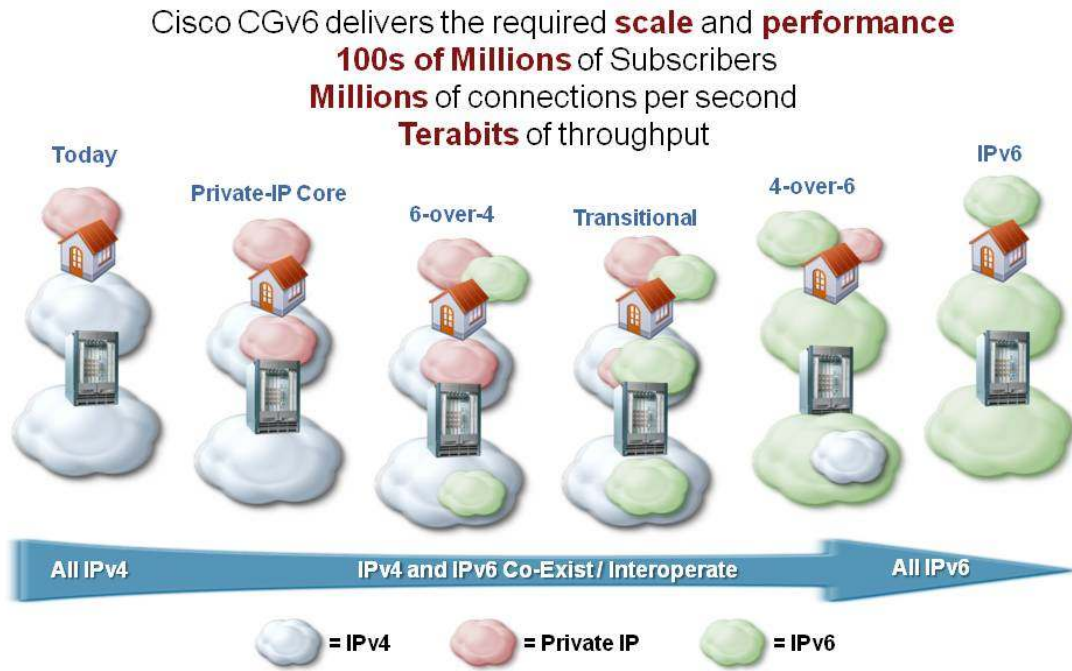 Cisco CGv6 delivers the required scale and performance
100s of Millions of Subscribers
Millions of connections per second
Terabits of throughput
Today
Private-IP Core
6-over-4
Transitional
4-over-6
IPv6
All IPv4
IPv4 and IPv6 Co-Exist / Interoperate
All IPv6
= IPv4
= Private IP
= IPv6